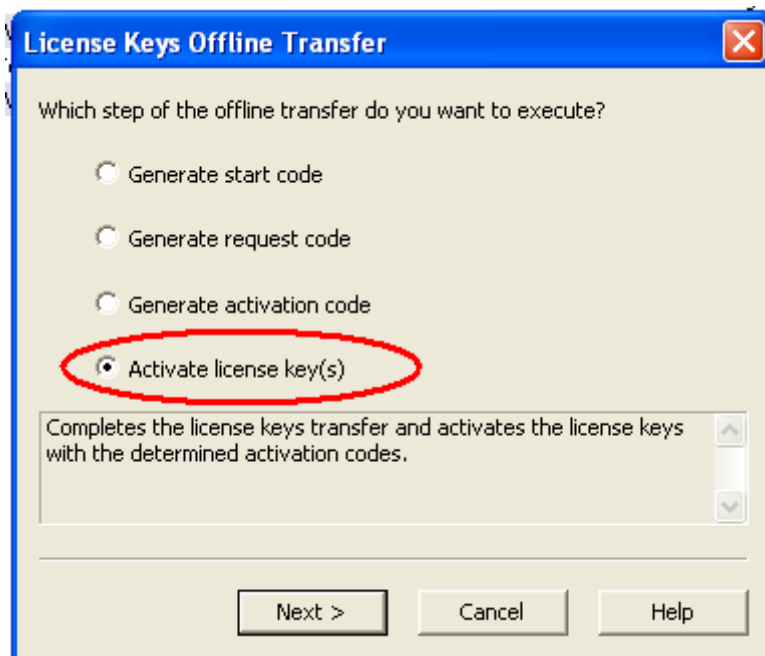 License Keys Offline Transfer
Which step of the offline transfer do you want to execute?
Generate start code
Generate request code
Generate activation code
Activate license key(s)
Completes the license keys transfer and activates the license keys
with the determined activation codes.
Next >
Cancel
Help